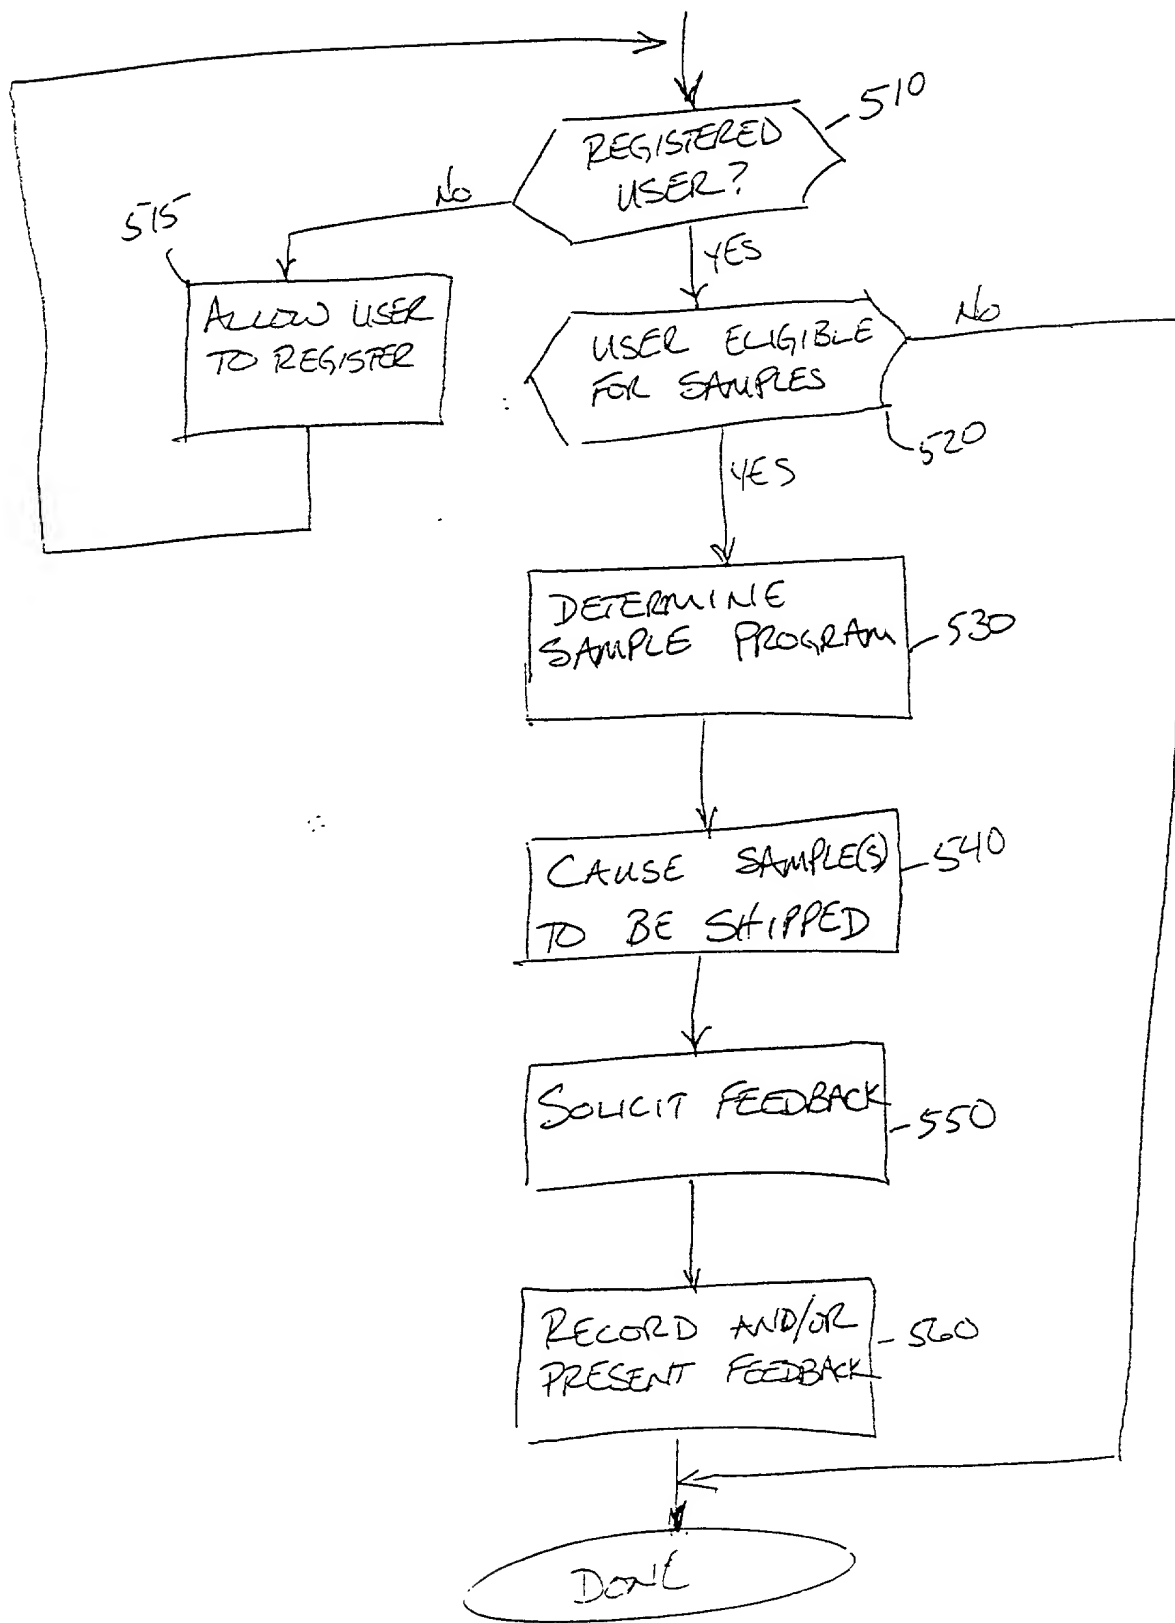 510
REGISTERED
USER?
No
515
YES
ALLOW USER
TO REGISTER
USER ELIGIBLE
FOR SAMPLES
No
520
YES
DETERMINE
SAMPLE PROGRAM
530
CAUSE SAMPLE(S)
TO BE SHIPPED
540
SOLICIT FEEDBACK
550
RECORD AND/OR
PRESENT FEEDBACK
560
DONE